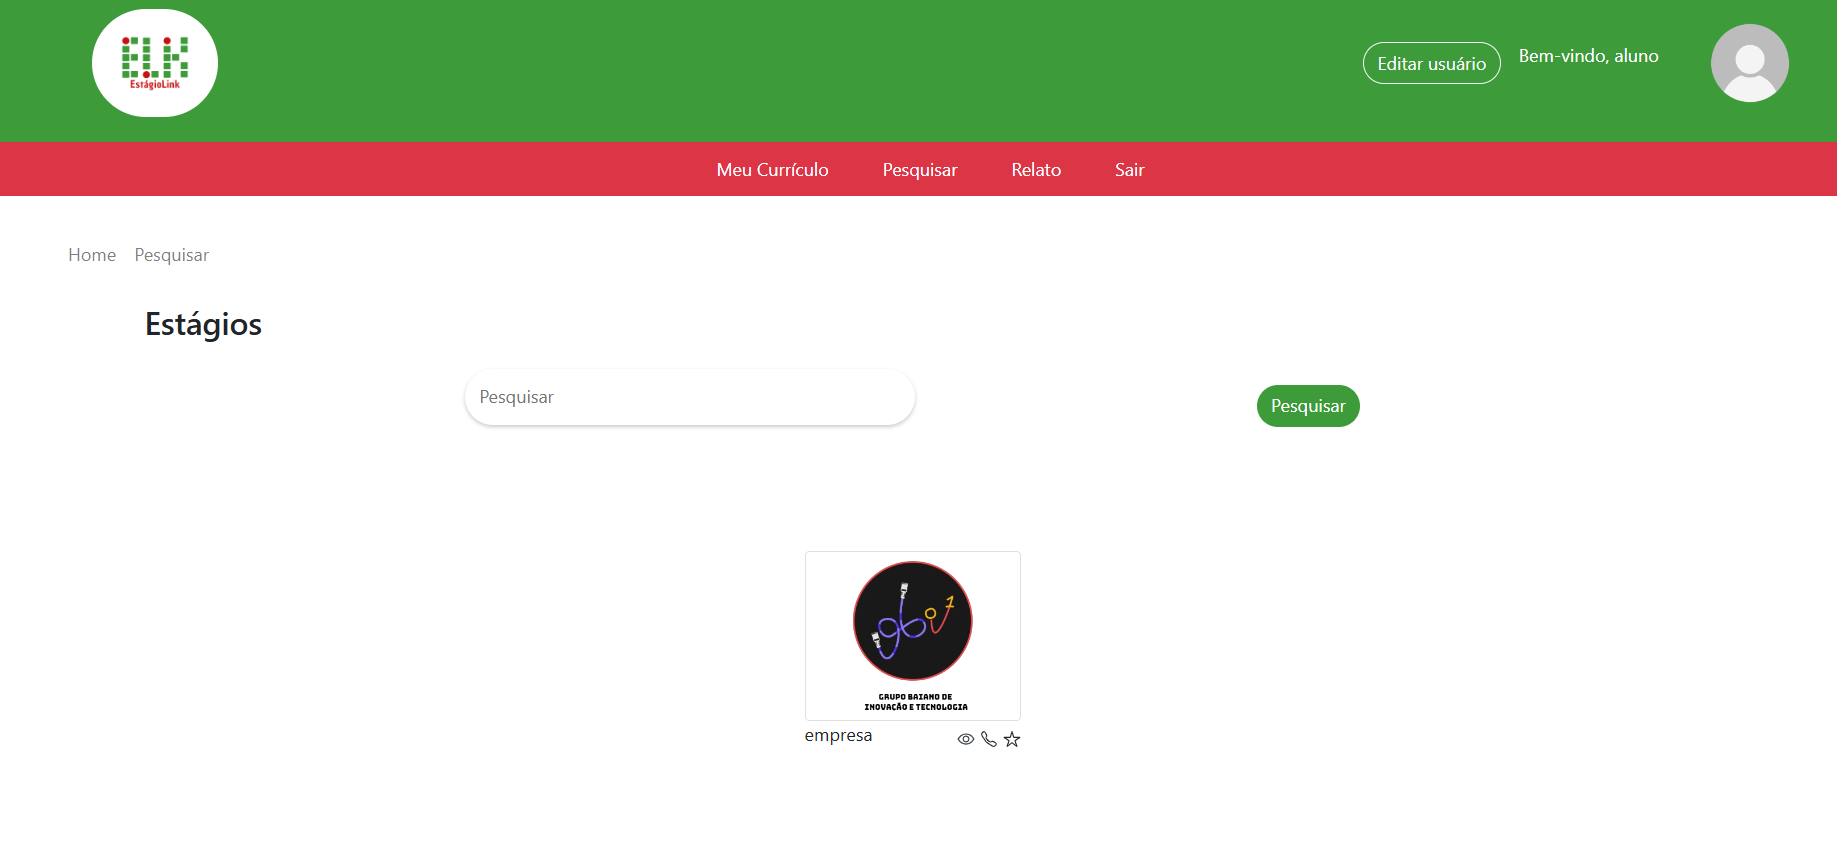 ELK
EstágioLink
Editar usuário
Bem-vindo, aluno
Meu Currículo
Pesquisar
Relato
Sair
Home
Pesquisar
Estágios
Pesquisar
Pesquisar
gbi 1
GRUPO BAIANO DE
INOVAÇÃO E TECNOLOGIA
empresa